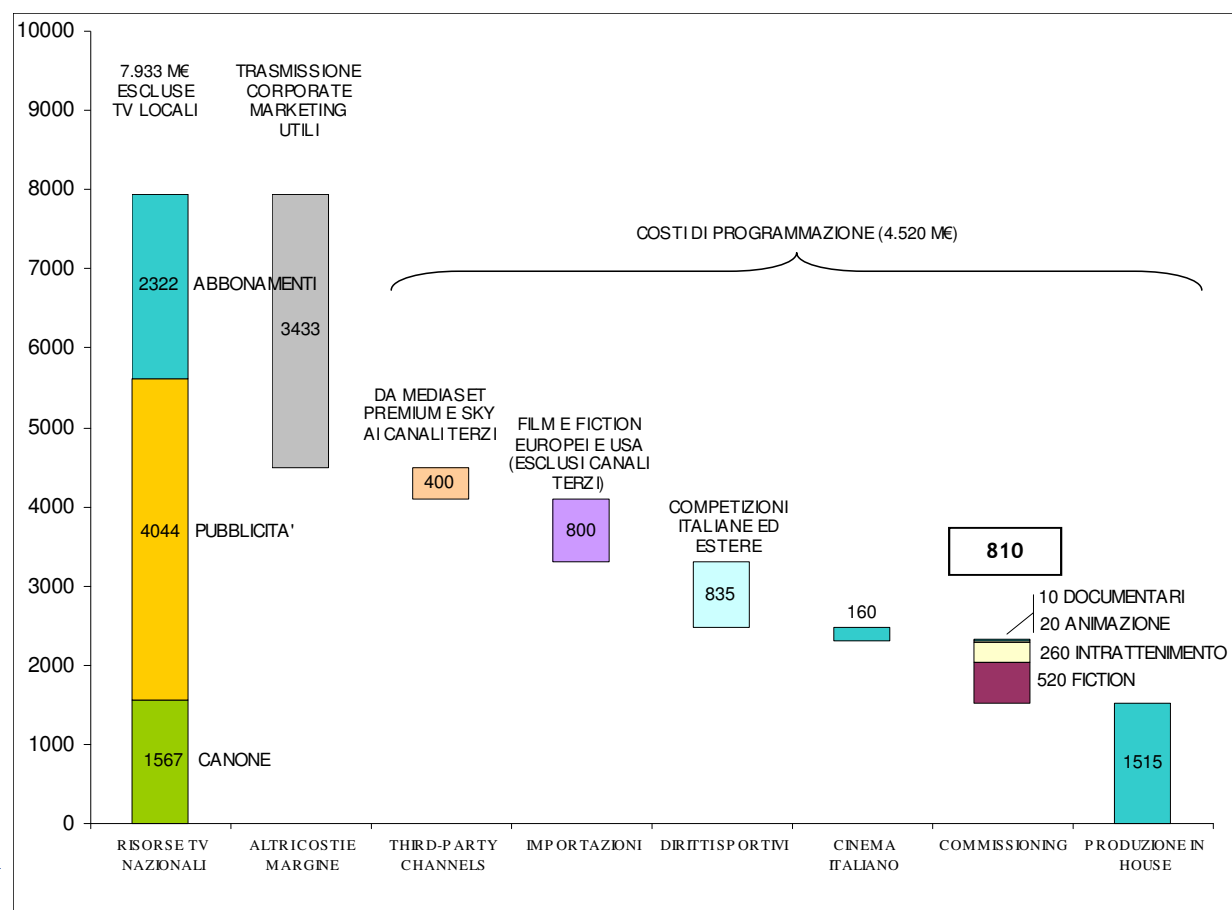 10000
9000
8000
7000
6000
5000
4000
3000
2000
1000
0
7.933 M€
ESCLUSE
TV LOCALI
TRASMISSIONE
CORPORATE
MARKETING
UTILI
COSTI DI PROGRAMMAZIONE (4.520 M€)
2322 ABBONAMENTI
4044 PUBBLICITA'
1567 CANONE
3433
DA MEDIASET
PREMIUM E SKY
AI CANALI TERZI
400
FILM E FICTION
EUROPEI E USA
(ESCLUSI CANALI
TERZI)
800
COMPETIZIONI
ITALIANE ED
ESTERE
835
160
810
10 DOCUMENTARI
20 ANIMAZIONE
260 INTRATTENIMENTO
520 FICTION
1515
RISORSE TV
NAZIONALI
ALTRI COSTI E
MARGINE
THIRD-PARTY
CHANNELS
IMPORTAZIONI
DIRITTI SPORTIVI
CINEMA
ITALIANO
COMMISSIONING
PRODUZIONE IN
HOUSE